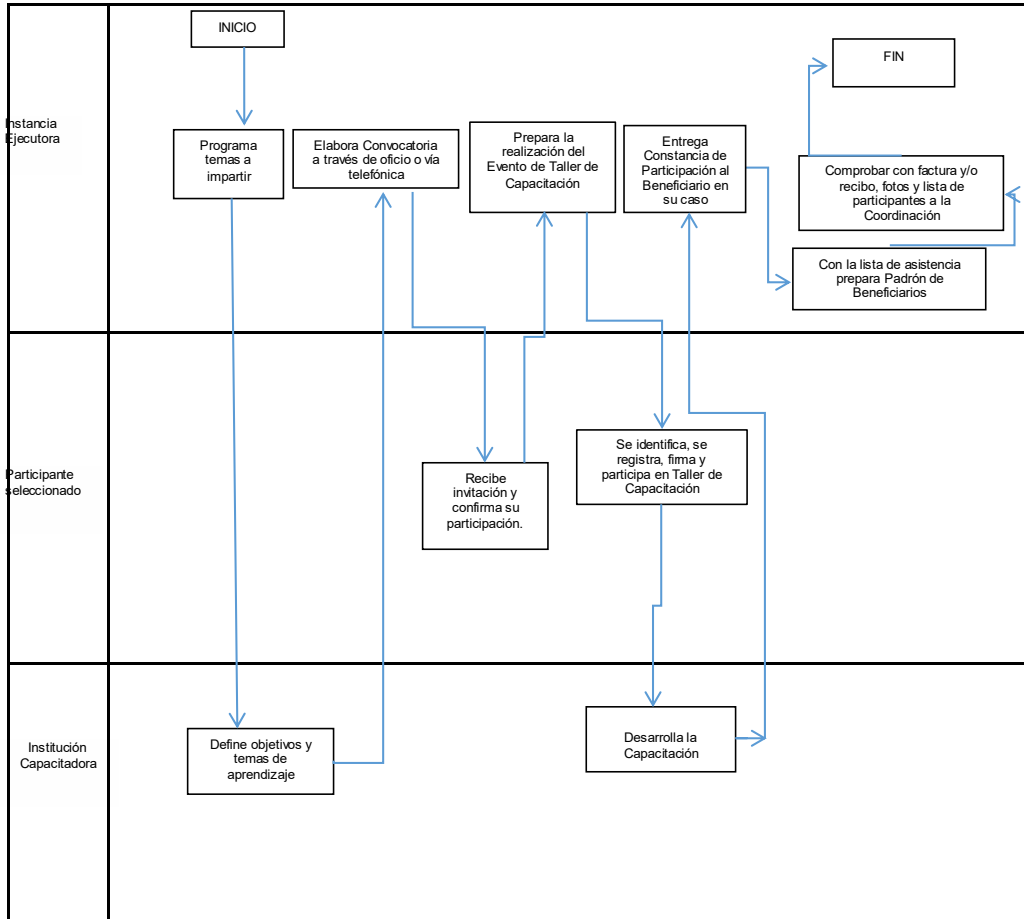 INICIO
FIN
Instancia
Ejecutora
Programa
temas a
impartir
Elabora Convocatoria
a través de oficio o vía
telefónica
Prepara la
realización del
Evento de Taller de
Capacitación
Entrega
Constancia de
Participación al
Beneficiario en
su caso
Comprobar con factura y/o
recibo, fotos y lista de
participantes a la
Coordinación
Con la lista de asistencia
prepara Padrón de
Beneficiarios
Participante
seleccionado
Recibe
invitación y
confirma su
participación.
Se identifica, se
registra, firma y
participa en Taller de
Capacitación
Institución
Capacitadora
Define objetivos y
temas de
aprendizaje
Desarrolla la
Capacitación